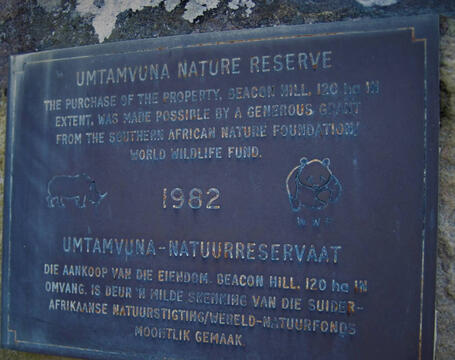 UMTAMVUNA NATURE RESERVE
THE PURCHASE OF THE PROPERTY, BEACON HILL, 120 ha IN
EXTENT, WAS MADE POSSIBLE BY A GENEROUS GRANT
FROM THE SOUTHERN AFRICAN NATURE FOUNDATION/
WORLD WILDLIFE FUND.
1982
WWF
UMTAMVUNA-NATUURRESERVAAT
DIE AANKOOP VAN DIE EIENDOM, BEACON HILL, 120 ha IN
OMVANG, IS DEUR 'N MILDE SKENKING VAN DIE SUIDER-
AFRIKAANSE NATUURSTIGTING/WERELD-NATUURFONDS
MOONTLIK GEMAAK.